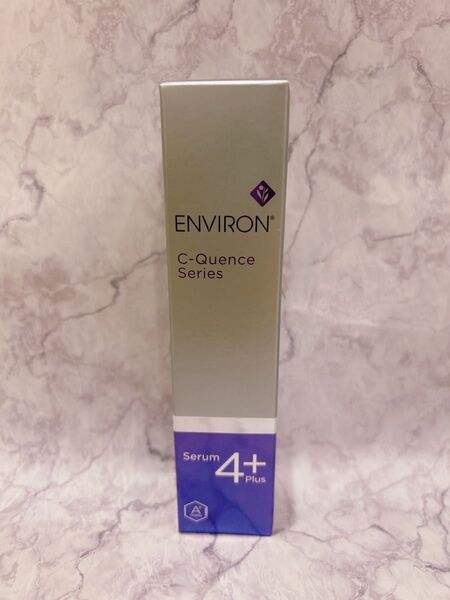 ENVIRON®
C-Quence
Series
Serum 4+
Plus
A